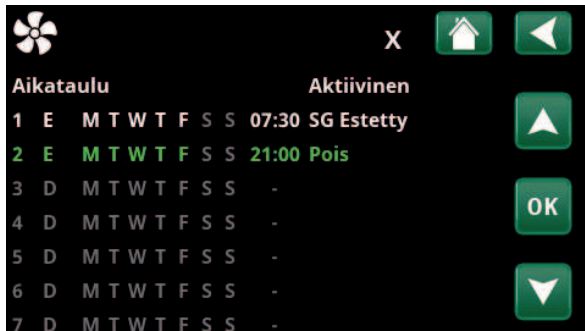 X
Aikataulu Aktiivinen
1 E M T W T F S S 07:30 SG Estetty
2 E M T W T F S S 21:00 Pois
3 D M T W T F S S -
4 D M T W T F S S -
OK
5 D M T W T F S S -
6 D M T W T F S S -
7 D M T W T F S S -